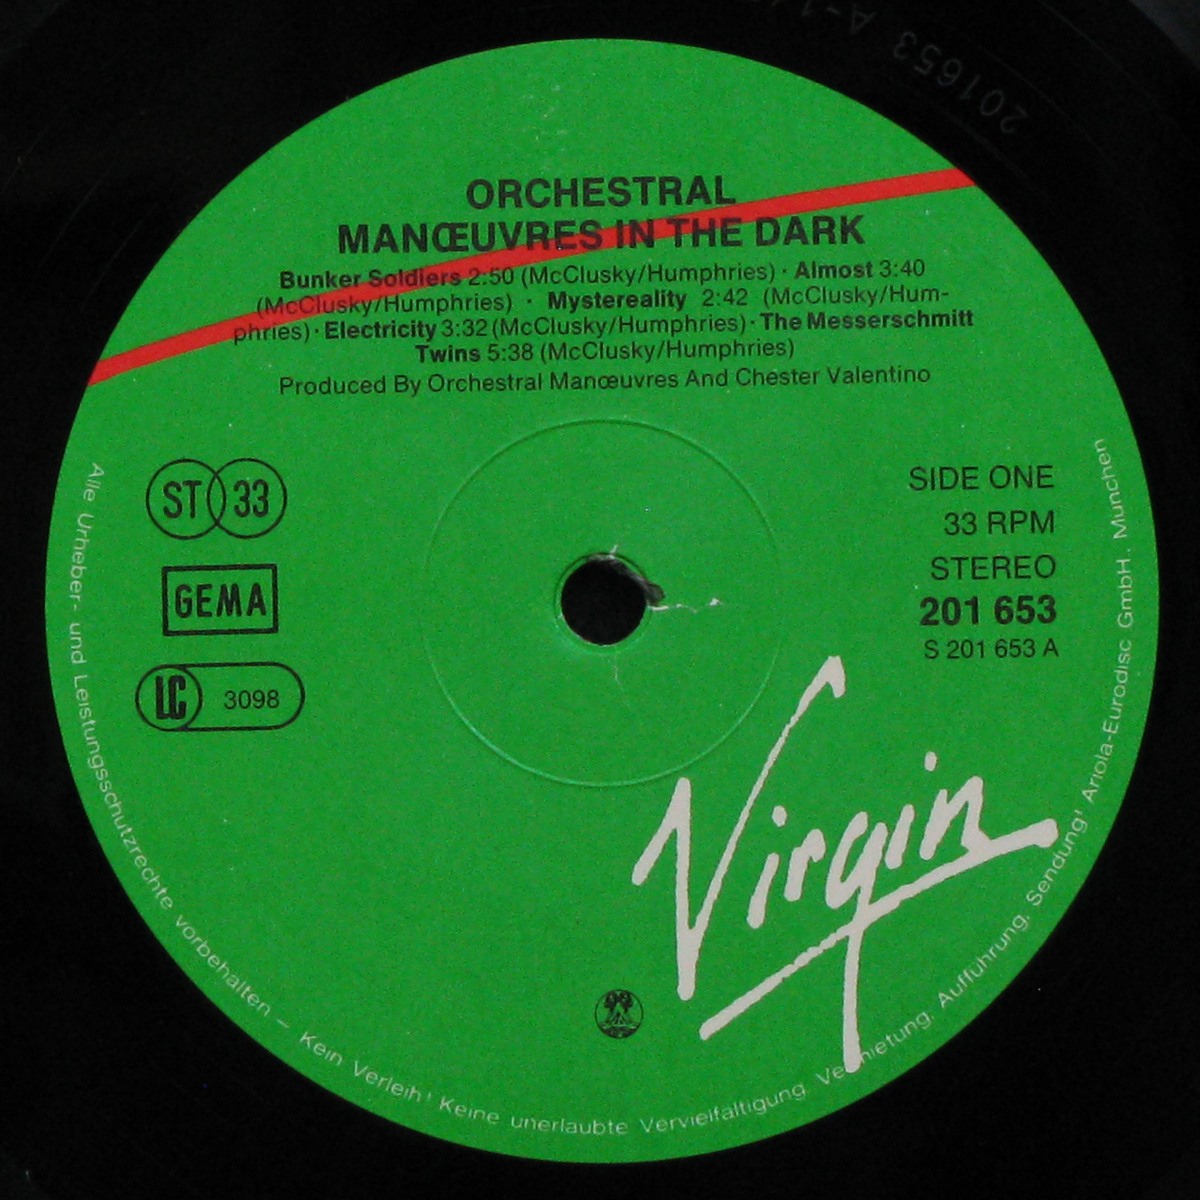 201653 A-1
ORCHESTRAL
MANŒUVRES IN THE DARK
Bunker Soldiers 2:50 (McClusky/Humphries) · Almost 3:40
(McClusky/Humphries) · Mystereality 2:42 (McClusky/Hum-
phries) · Electricity 3:32 (McClusky/Humphries) · The Messerschmitt
Twins 5:38 (McClusky/Humphries)
Produced By Orchestral Manœuvres And Chester Valentino
ST 33
GEMA
LC 3098
SIDE ONE
33 RPM
STEREO
201 653
S 201 653 A
Virgin
Alle Urheber- und Leistungsschutzrechte vorbehalten – Kein Verleih! Keine unerlaubte Vervielfältigung, Vermietung, Aufführung, Sendung! Ariola-Eurodisc GmbH. München